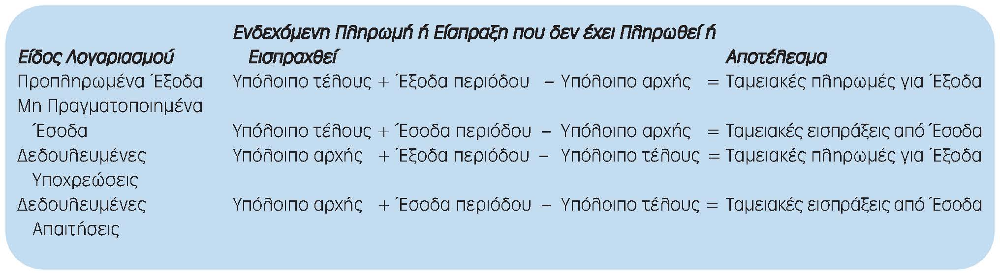 Ενδεχόμενη Πληρωμή ή Είσπραξη που δεν έχει Πληρωθεί ή
Είδος Λογαριασμού Εισπραχθεί Αποτέλεσμα
Προπληρωμένα Έξοδα Υπόλοιπο τέλους + Έξοδα περιόδου – Υπόλοιπο αρχής = Ταμειακές πληρωμές για Έξοδα
Μη Πραγματοποιημένα
Έσοδα Υπόλοιπο τέλους + Έσοδα περιόδου – Υπόλοιπο αρχής = Ταμειακές εισπράξεις από Έσοδα
Δεδουλευμένες Υπόλοιπο αρχής + Έξοδα περιόδου – Υπόλοιπο τέλους = Ταμειακές πληρωμές για Έξοδα
Υποχρεώσεις
Δεδουλευμένες Υπόλοιπο αρχής + Έσοδα περιόδου – Υπόλοιπο τέλους = Ταμειακές εισπράξεις από Έσοδα
Απαιτήσεις